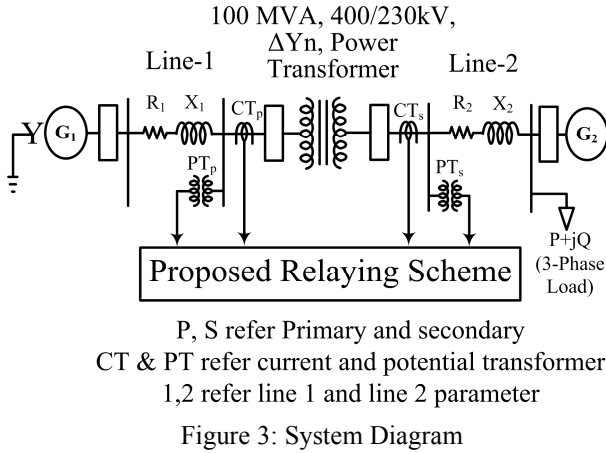 100 MVA, 400/230kV,
ΔYn, Power
Transformer
Line-1
Line-2
R1
X1
CTp
CTs
R2
X2
Y
G1
G2
PTp
PTs
P+jQ
(3-Phase
Load)
Proposed Relaying Scheme
P, S refer Primary and secondary
CT & PT refer current and potential transformer
1,2 refer line 1 and line 2 parameter
Figure 3: System Diagram